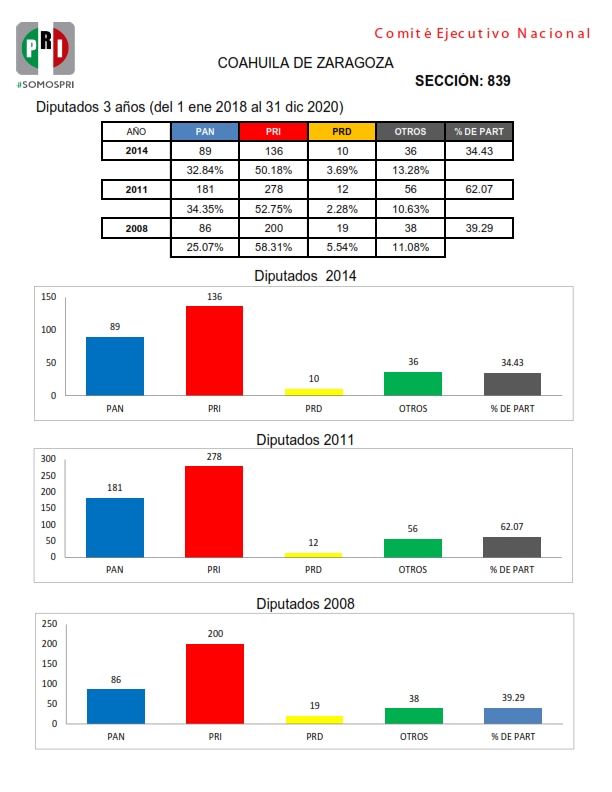 Comité Ejecutivo Nacional
PRI
#SOMOSPRI
COAHUILA DE ZARAGOZA
SECCIÓN: 839
Diputados 3 años (del 1 ene 2018 al 31 dic 2020)
AÑO PAN PRI PRD OTROS % DE PART
2014 89 136 10 36 34.43
32.84% 50.18% 3.69% 13.28%
2011 181 278 12 56 62.07
34.35% 52.75% 2.28% 10.63%
2008 86 200 19 38 39.29
25.07% 58.31% 5.54% 11.08%
Diputados 2014
150
100
50
0
89 136 10 36 34.43
PAN PRI PRD OTROS % DE PART
Diputados 2011
300
250
200
150
100
50
0
181 278 12 56 62.07
PAN PRI PRD OTROS % DE PART
Diputados 2008
250
200
150
100
50
0
86 200 19 38 39.29
PAN PRI PRD OTROS % DE PART